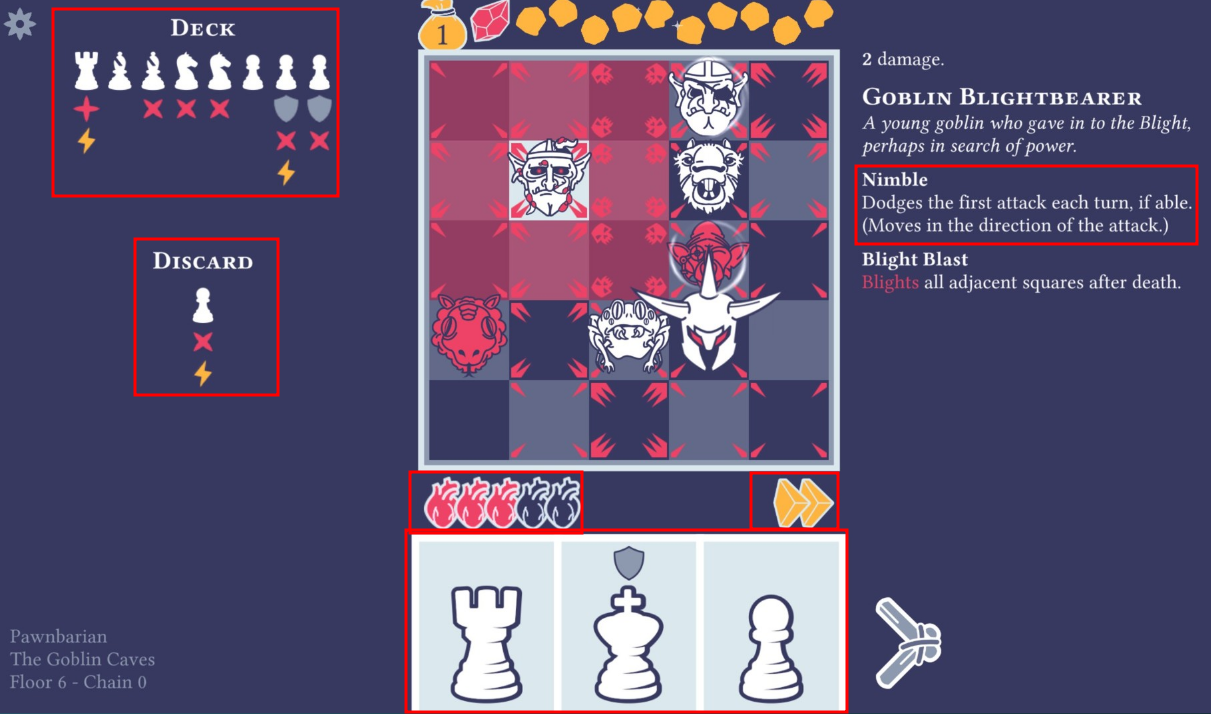 DECK
1
2 damage.
GOBLIN BLIGHTBEARER
A young goblin who gave in to the Blight,
perhaps in search of power.
Nimble
Dodges the first attack each turn, if able.
(Moves in the direction of the attack.)
Blight Blast
Blights all adjacent squares after death.
DISCARD
Pawnbarian
The Goblin Caves
Floor 6 - Chain 0